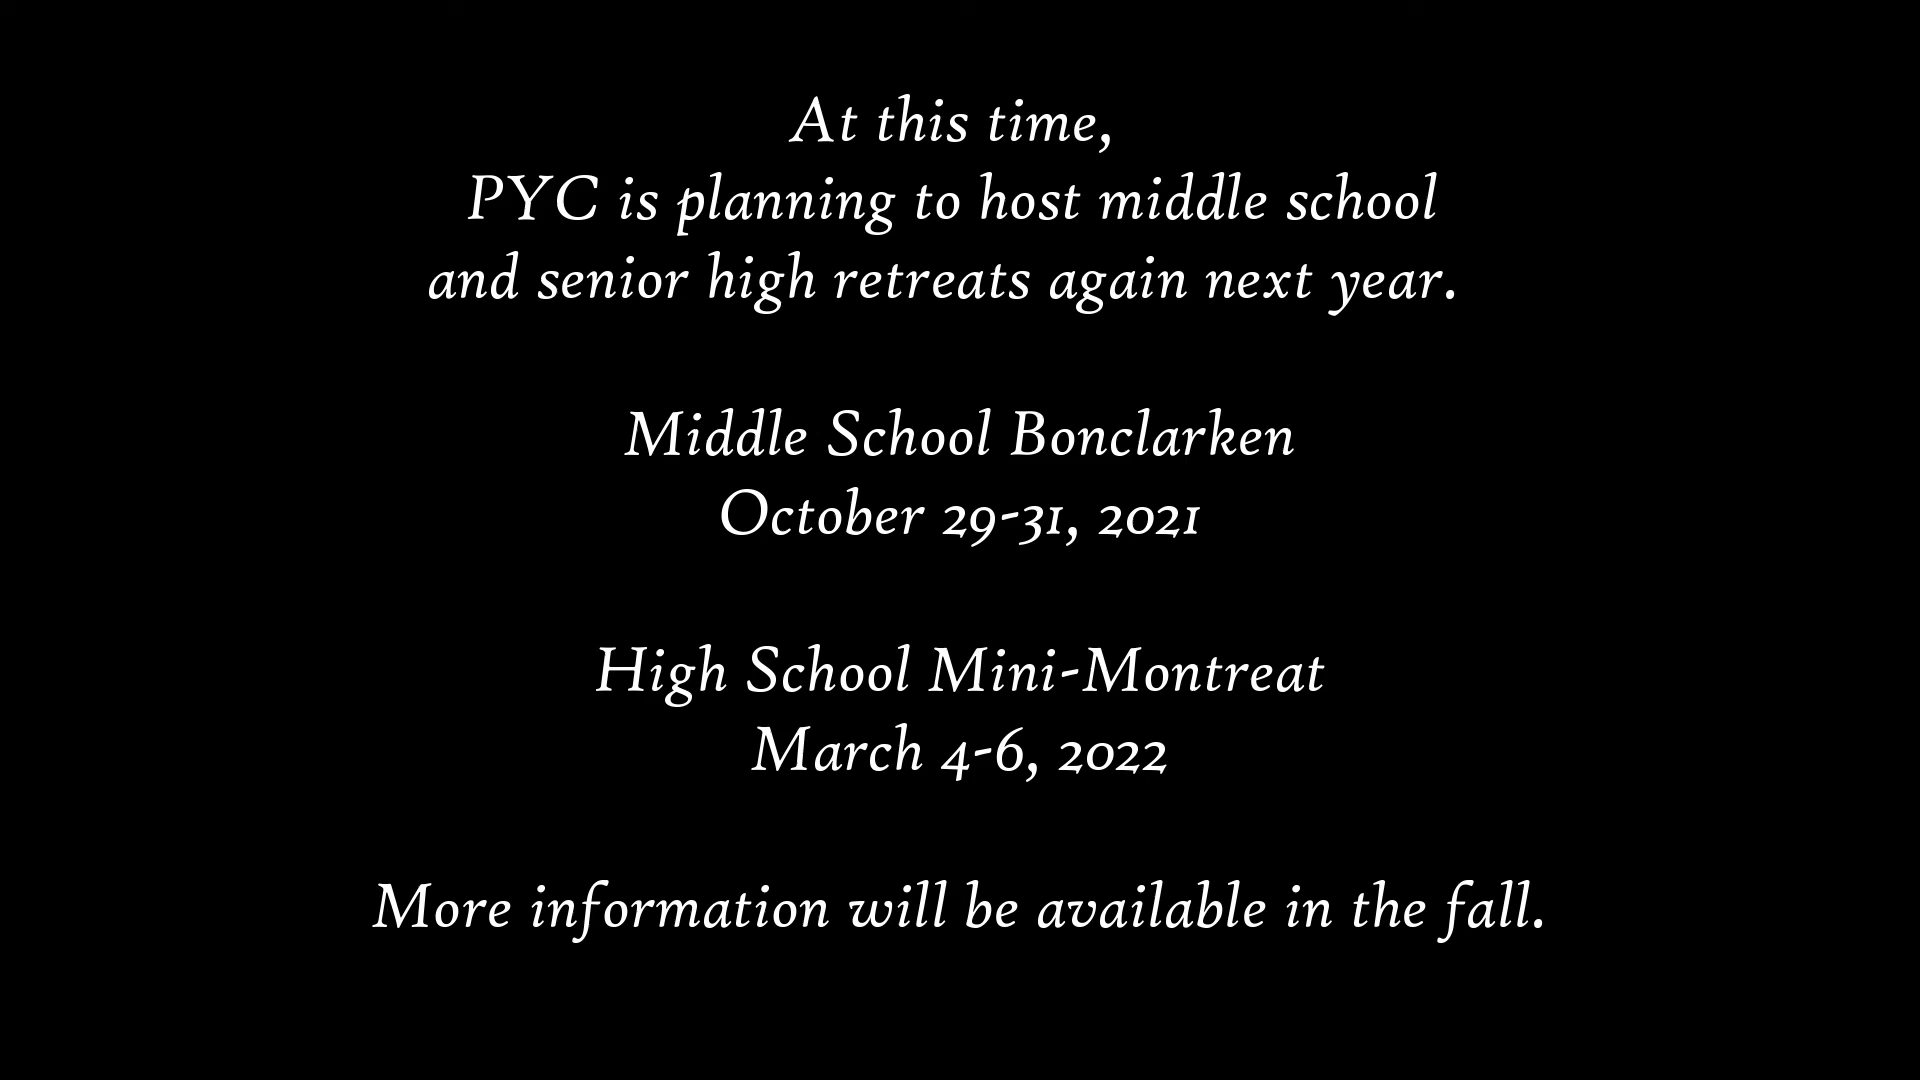 At this time,
PYC is planning to host middle school
and senior high retreats again next year.
Middle School Bonclarken
October 29-31, 2021
High School Mini-Montreat
March 4-6, 2022
More information will be available in the fall.